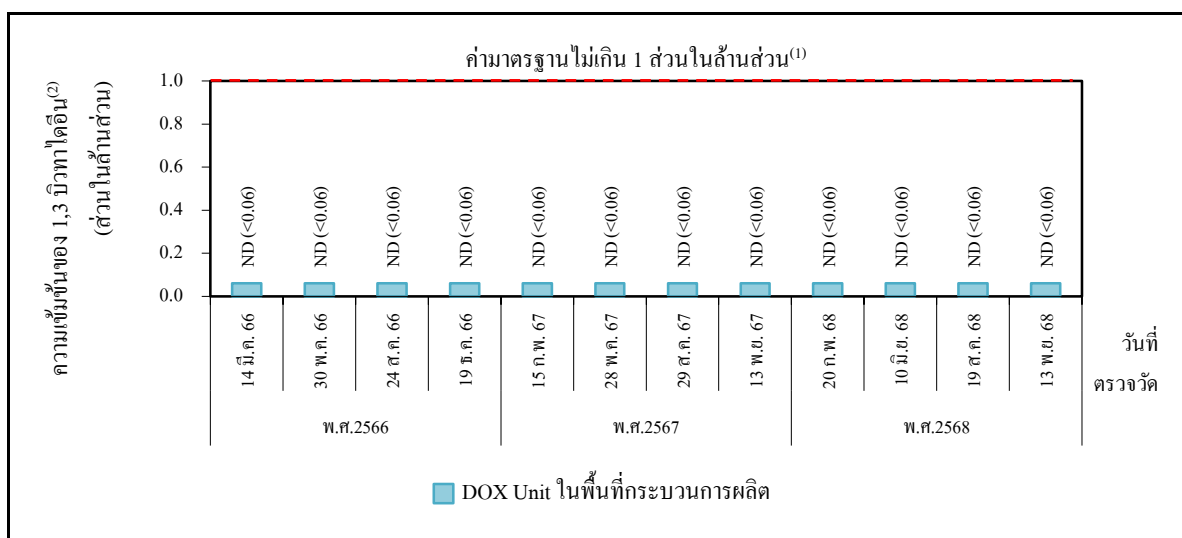 ค่ามาตรฐานไม่เกิน 1 ส่วนในล้านส่วน(1)
ความเข้มข้นของ 1,3 บิวทาไดอีน(2)
(ส่วนในล้านส่วน)
1.0
0.8
0.6
0.4
0.2
0.0
ND (<0.06)
ND (<0.06)
ND (<0.06)
ND (<0.06)
ND (<0.06)
ND (<0.06)
ND (<0.06)
ND (<0.06)
ND (<0.06)
ND (<0.06)
ND (<0.06)
ND (<0.06)
14 มี.ค. 66
30 พ.ค. 66
24 ส.ค. 66
19 ธ.ค. 66
15 ก.พ. 67
28 พ.ค. 67
29 ส.ค. 67
13 พ.ย. 67
20 ก.พ. 68
10 มิ.ย. 68
19 ส.ค. 68
13 พ.ย. 68
วันที่
ตรวจวัด
พ.ศ.2566
พ.ศ.2567
พ.ศ.2568
DOX Unit ในพื้นที่กระบวนการผลิต